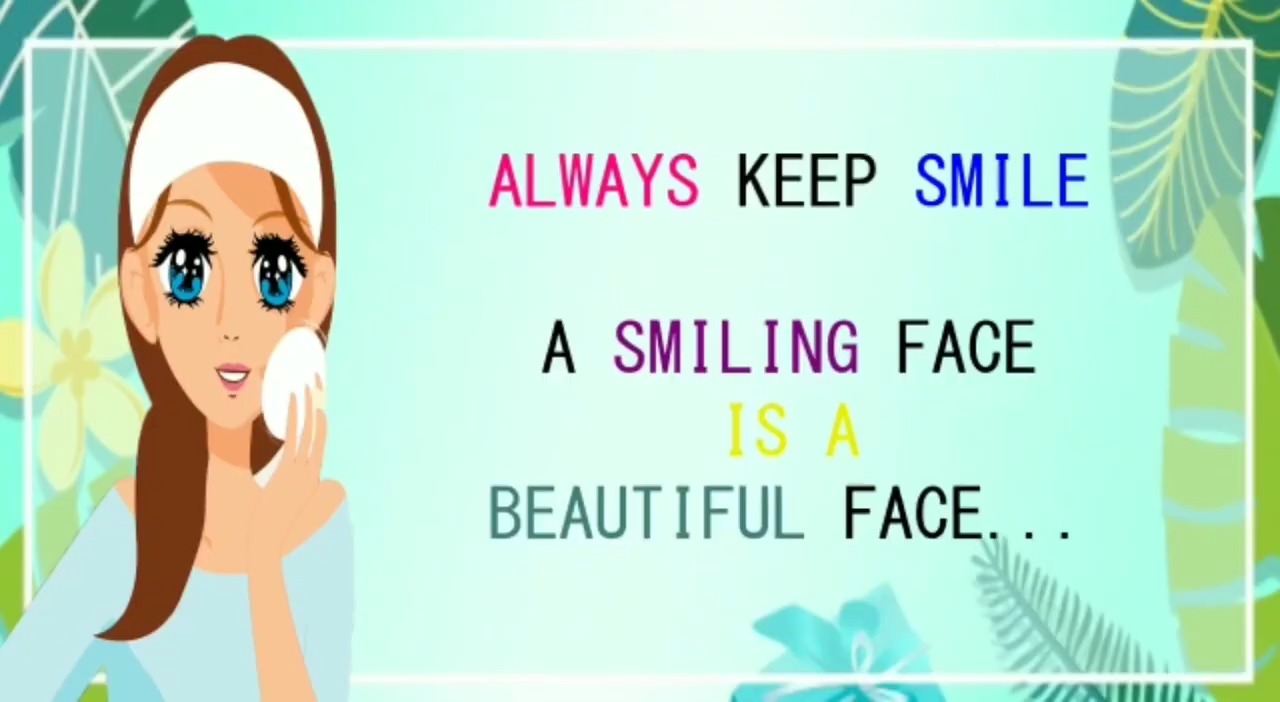 ALWAYS KEEP SMILE
A SMILING FACE
IS A
BEAUTIFUL FACE...